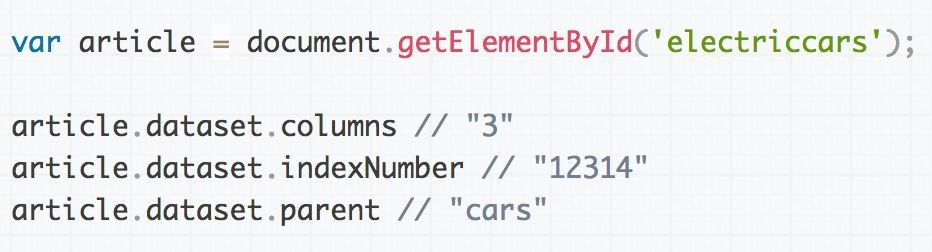 var article = document.getElementById('electriccars');
article.dataset.columns // "3"
article.dataset.indexNumber // "12314"
article.dataset.parent // "cars"